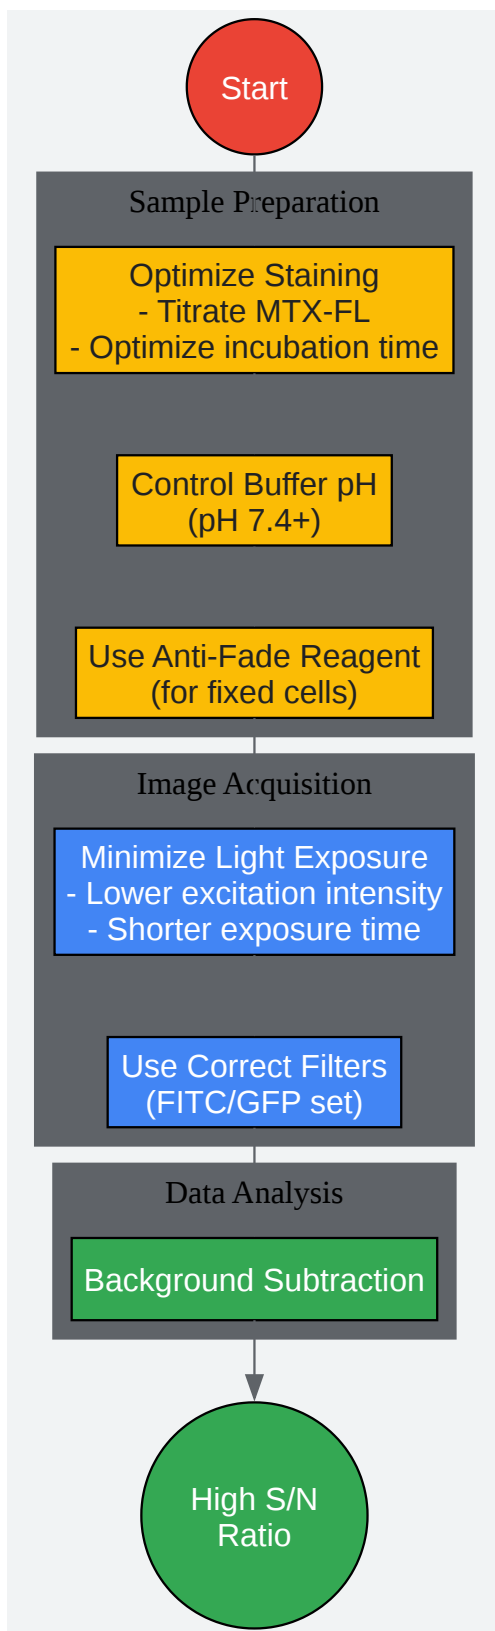 Start
Sample Preparation
Optimize Staining
- Titrate MTX-FL
- Optimize incubation time
Control Buffer pH
(pH 7.4+)
Use Anti-Fade Reagent
(for fixed cells)
Image Acquisition
Minimize Light Exposure
- Lower excitation intensity
- Shorter exposure time
Use Correct Filters
(FITC/GFP set)
Data Analysis
Background Subtraction
High S/N
Ratio